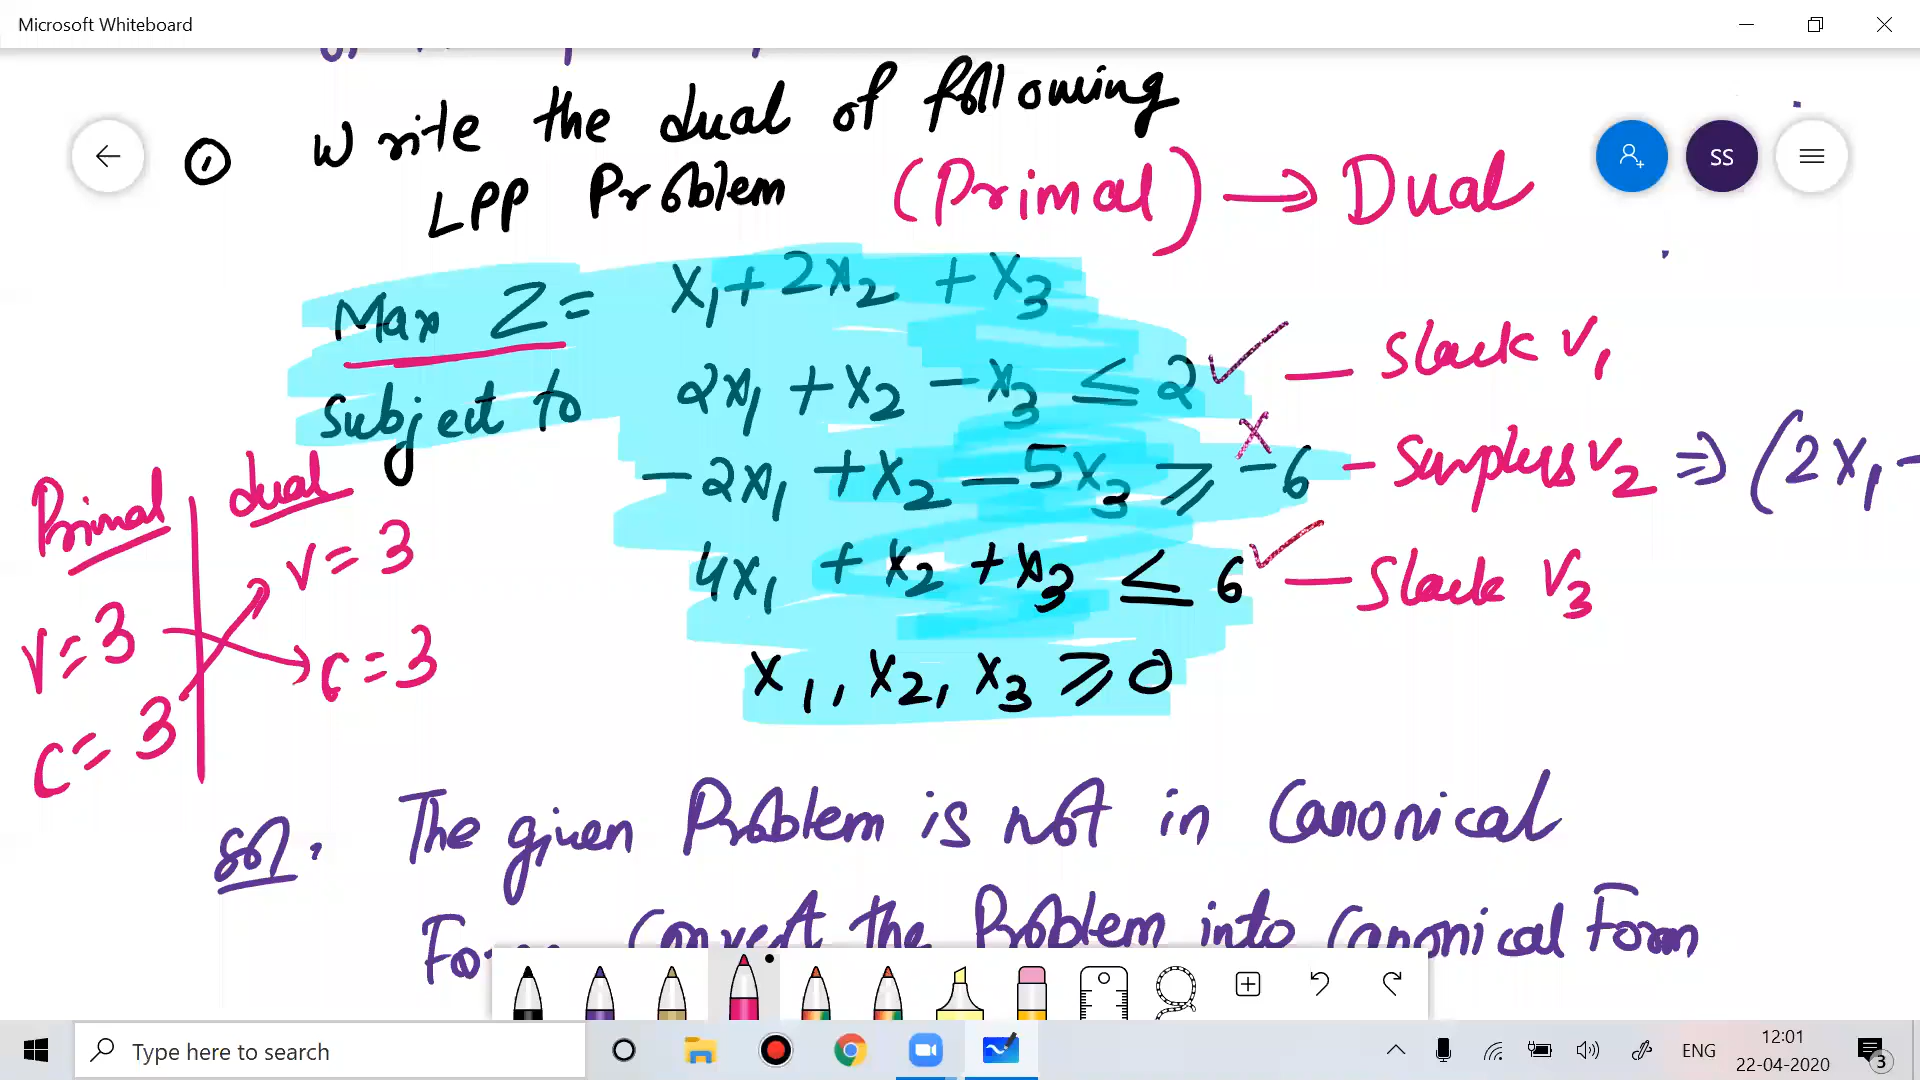 Microsoft Whiteboard
① Write the dual of following
LPP Problem (Primal) → Dual
SS
Max Z = x₁ + 2x₂ + x₃
subject to 2x₁ + x₂ - x₃ ≤ 2 ✓ — Slack v₁
-2x₁ + x₂ - 5x₃ ≥ -6 x - Surplus v₂ ⇒ (2x₁ -
4x₁ + x₂ + x₃ ≤ 6 ✓ — Slack v₃
x₁, x₂, x₃ ≥ 0
Primal | dual
v = 3
v = 3
c = 3
c = 3
Sol. The given Problem is not in Canonical
Form. Convert the Problem into Canonical Form
Type here to search
ENG
12:01
22-04-2020
3